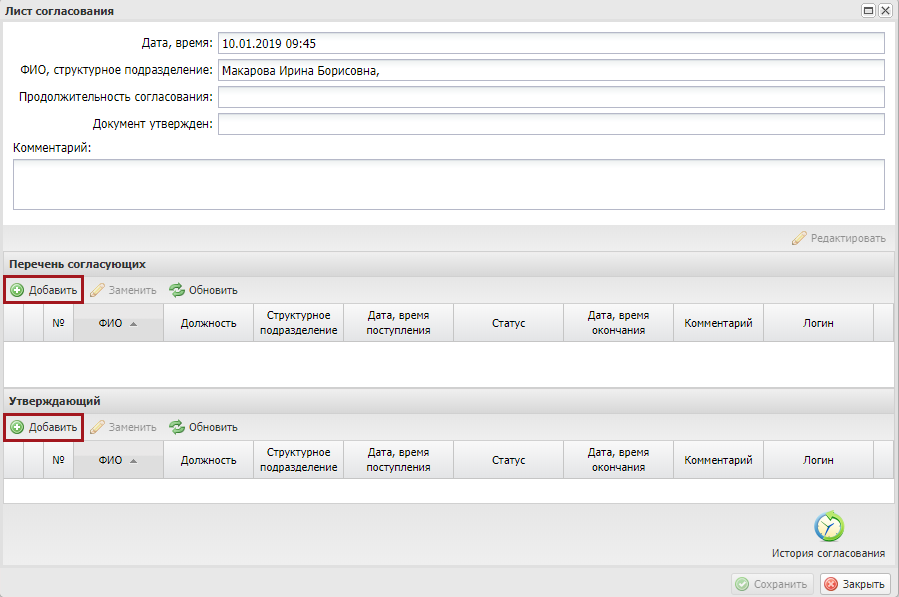 Лист согласования
Дата, время: 10.01.2019 09:45
ФИО, структурное подразделение: Макарова Ирина Борисовна,
Продолжительность согласования:
Документ утвержден:
Комментарий:
Редактировать
Перечень согласующих
Добавить Заменить Обновить
№ ФИО Должность Структурное подразделение Дата, время поступления Статус Дата, время окончания Комментарий Логин
Утверждающий
Добавить Заменить Обновить
№ ФИО Должность Структурное подразделение Дата, время поступления Статус Дата, время окончания Комментарий Логин
История согласования
Сохранить Закрыть